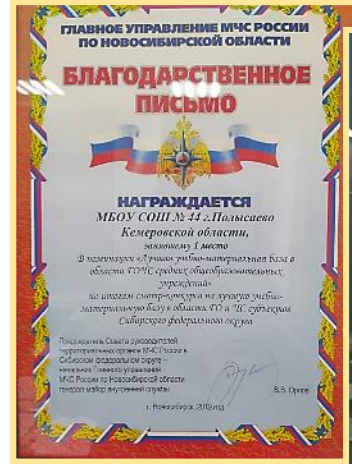 ГЛАВНОЕ УПРАВЛЕНИЕ МЧС РОССИИ
ПО НОВОСИБИРСКОЙ ОБЛАСТИ
БЛАГОДАРСТВЕННОЕ
ПИСЬМО
НАГРАЖДАЕТСЯ
МБОУ СОШ № 44 г.Полысаево
Кемеровской области,
занявшему 1 место
В номинации «Лучшая учебно-материальная база в
области ГОЧС средних общеобразовательных
учреждений»
по итогам смотр-конкурса на лучшую учебно-
материальную базу в области ГО и ЧС субъектов
Сибирского федерального округа
Председатель Совета руководителей
территориальных органов МЧС России в
Сибирском федеральном округе –
начальник Главного управления
МЧС России по Новосибирской области
генерал-майор внутренней службы
В.В. Орлов
г. Новосибирск,